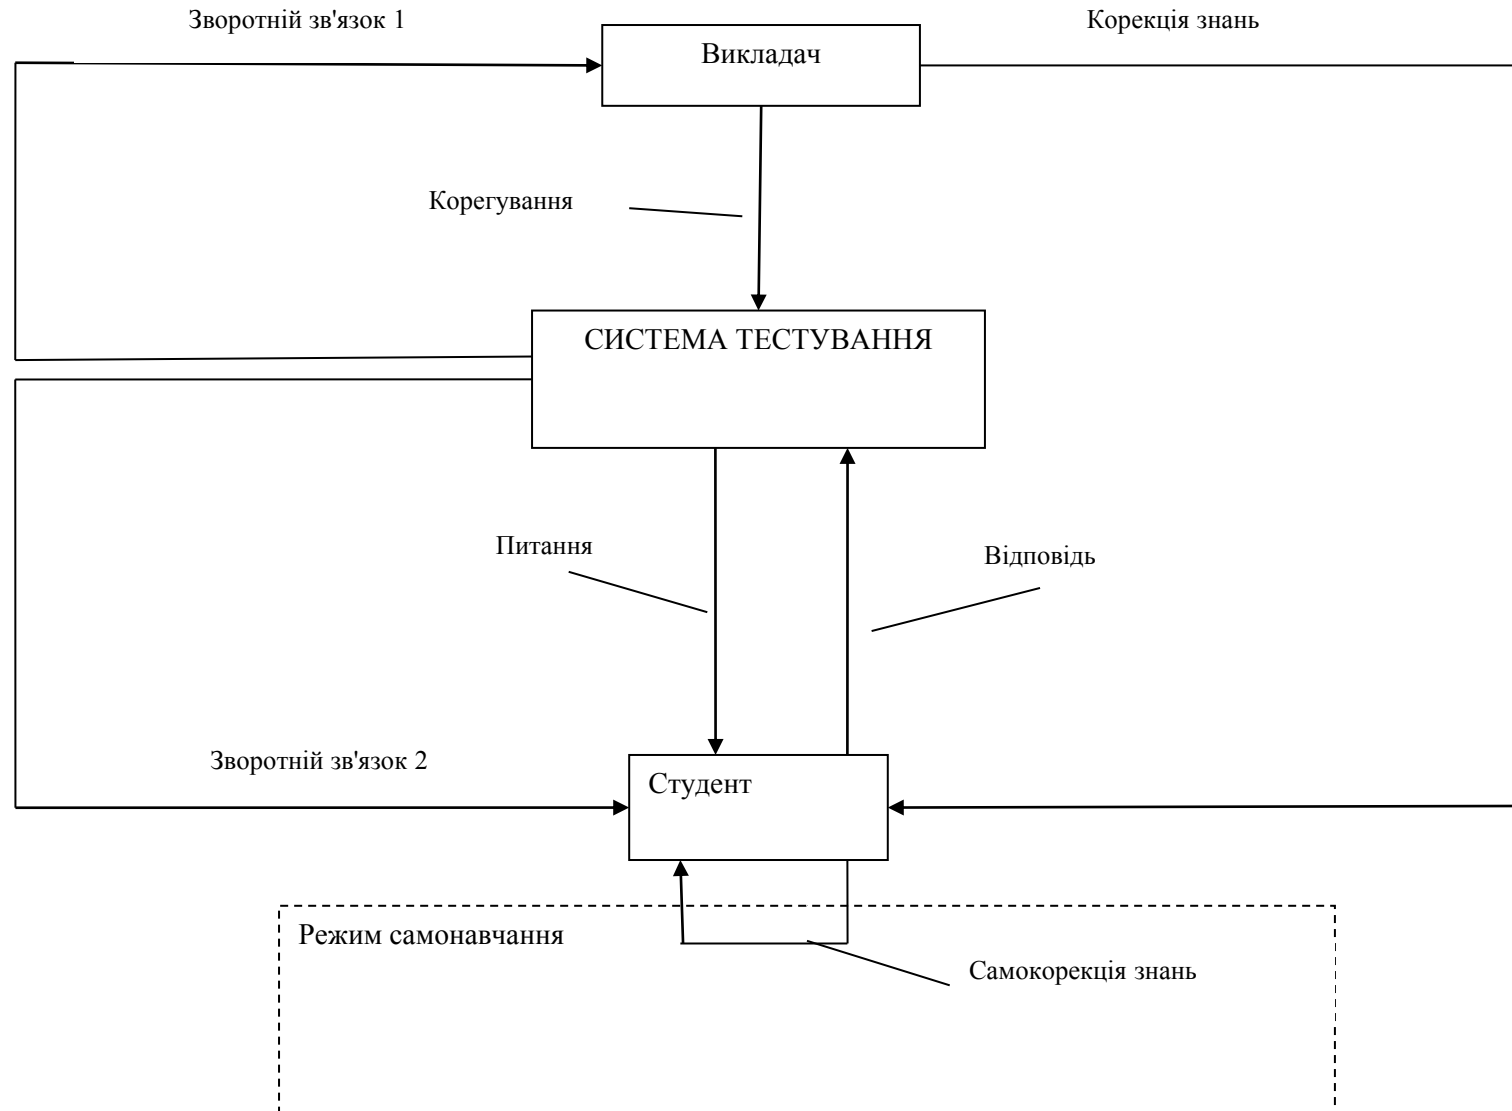 Зворотній зв'язок 1
Корекція знань
Викладач
Корегування
СИСТЕМА ТЕСТУВАННЯ
Питання
Відповідь
Зворотній зв'язок 2
Студент
Режим самонавчання
Самокорекція знань